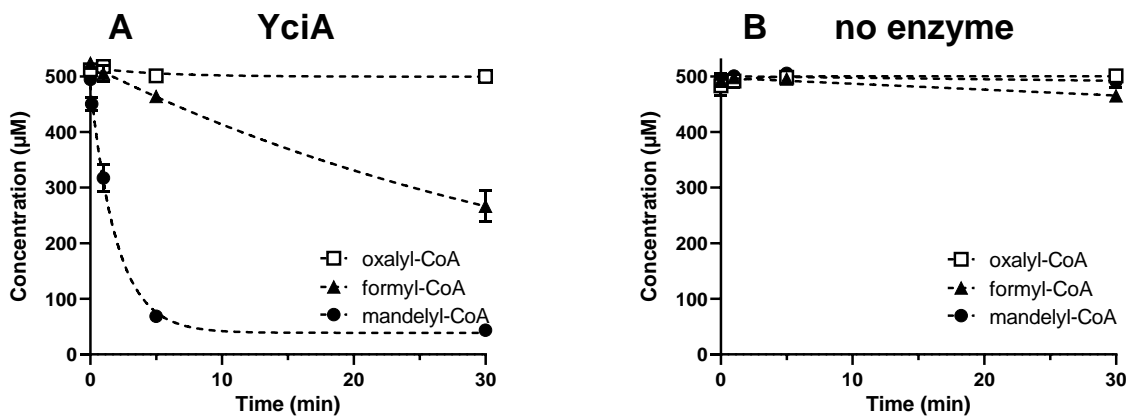 A YciA
Concentration (µM)
500
400
300
200
100
0
oxalyl-CoA
formyl-CoA
mandelyl-CoA
0 10 20 30
Time (min)
B no enzyme
Concentration (µM)
500
400
300
200
100
0
oxalyl-CoA
formyl-CoA
mandelyl-CoA
0 10 20 30
Time (min)